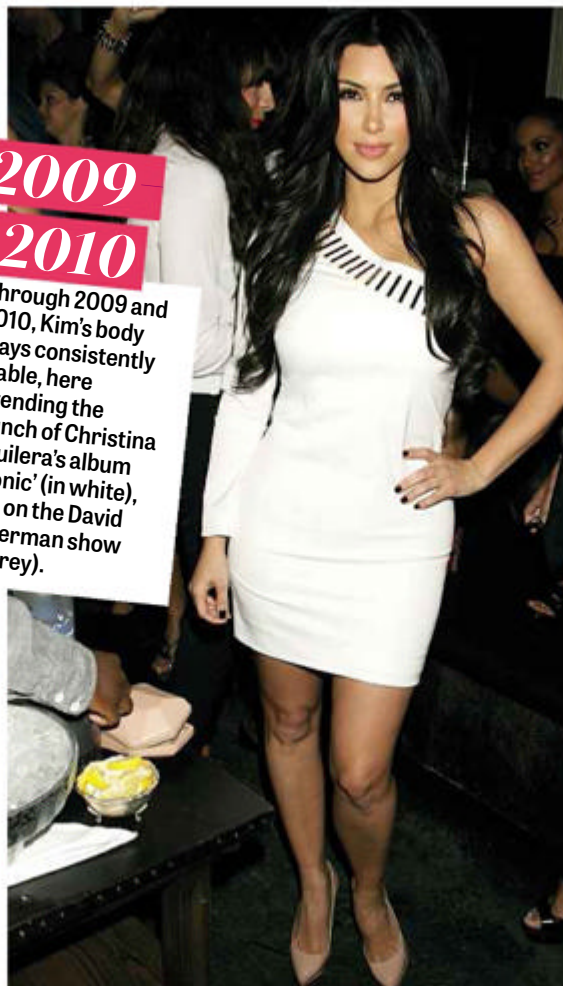 2009
2010
hrough 2009 and
010, Kim's body
ays consistently
able, here
ending the
nch of Christina
uilera's album
onic' (in white),
on the David
erman show
rey).